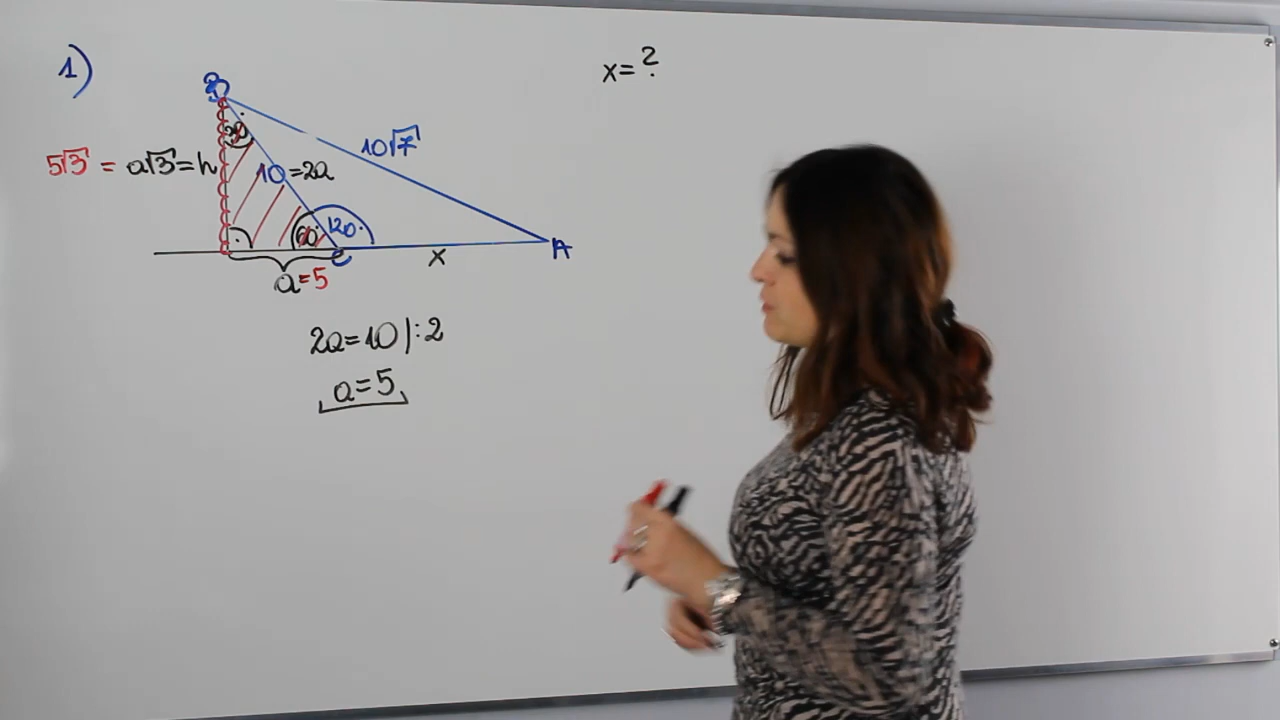 1)
x = ?
B
30°
10√7
5√3 = a√3 = h
10 = 2a
60°
120°
C
x
A
a = 5
2a = 10 | : 2
a = 5